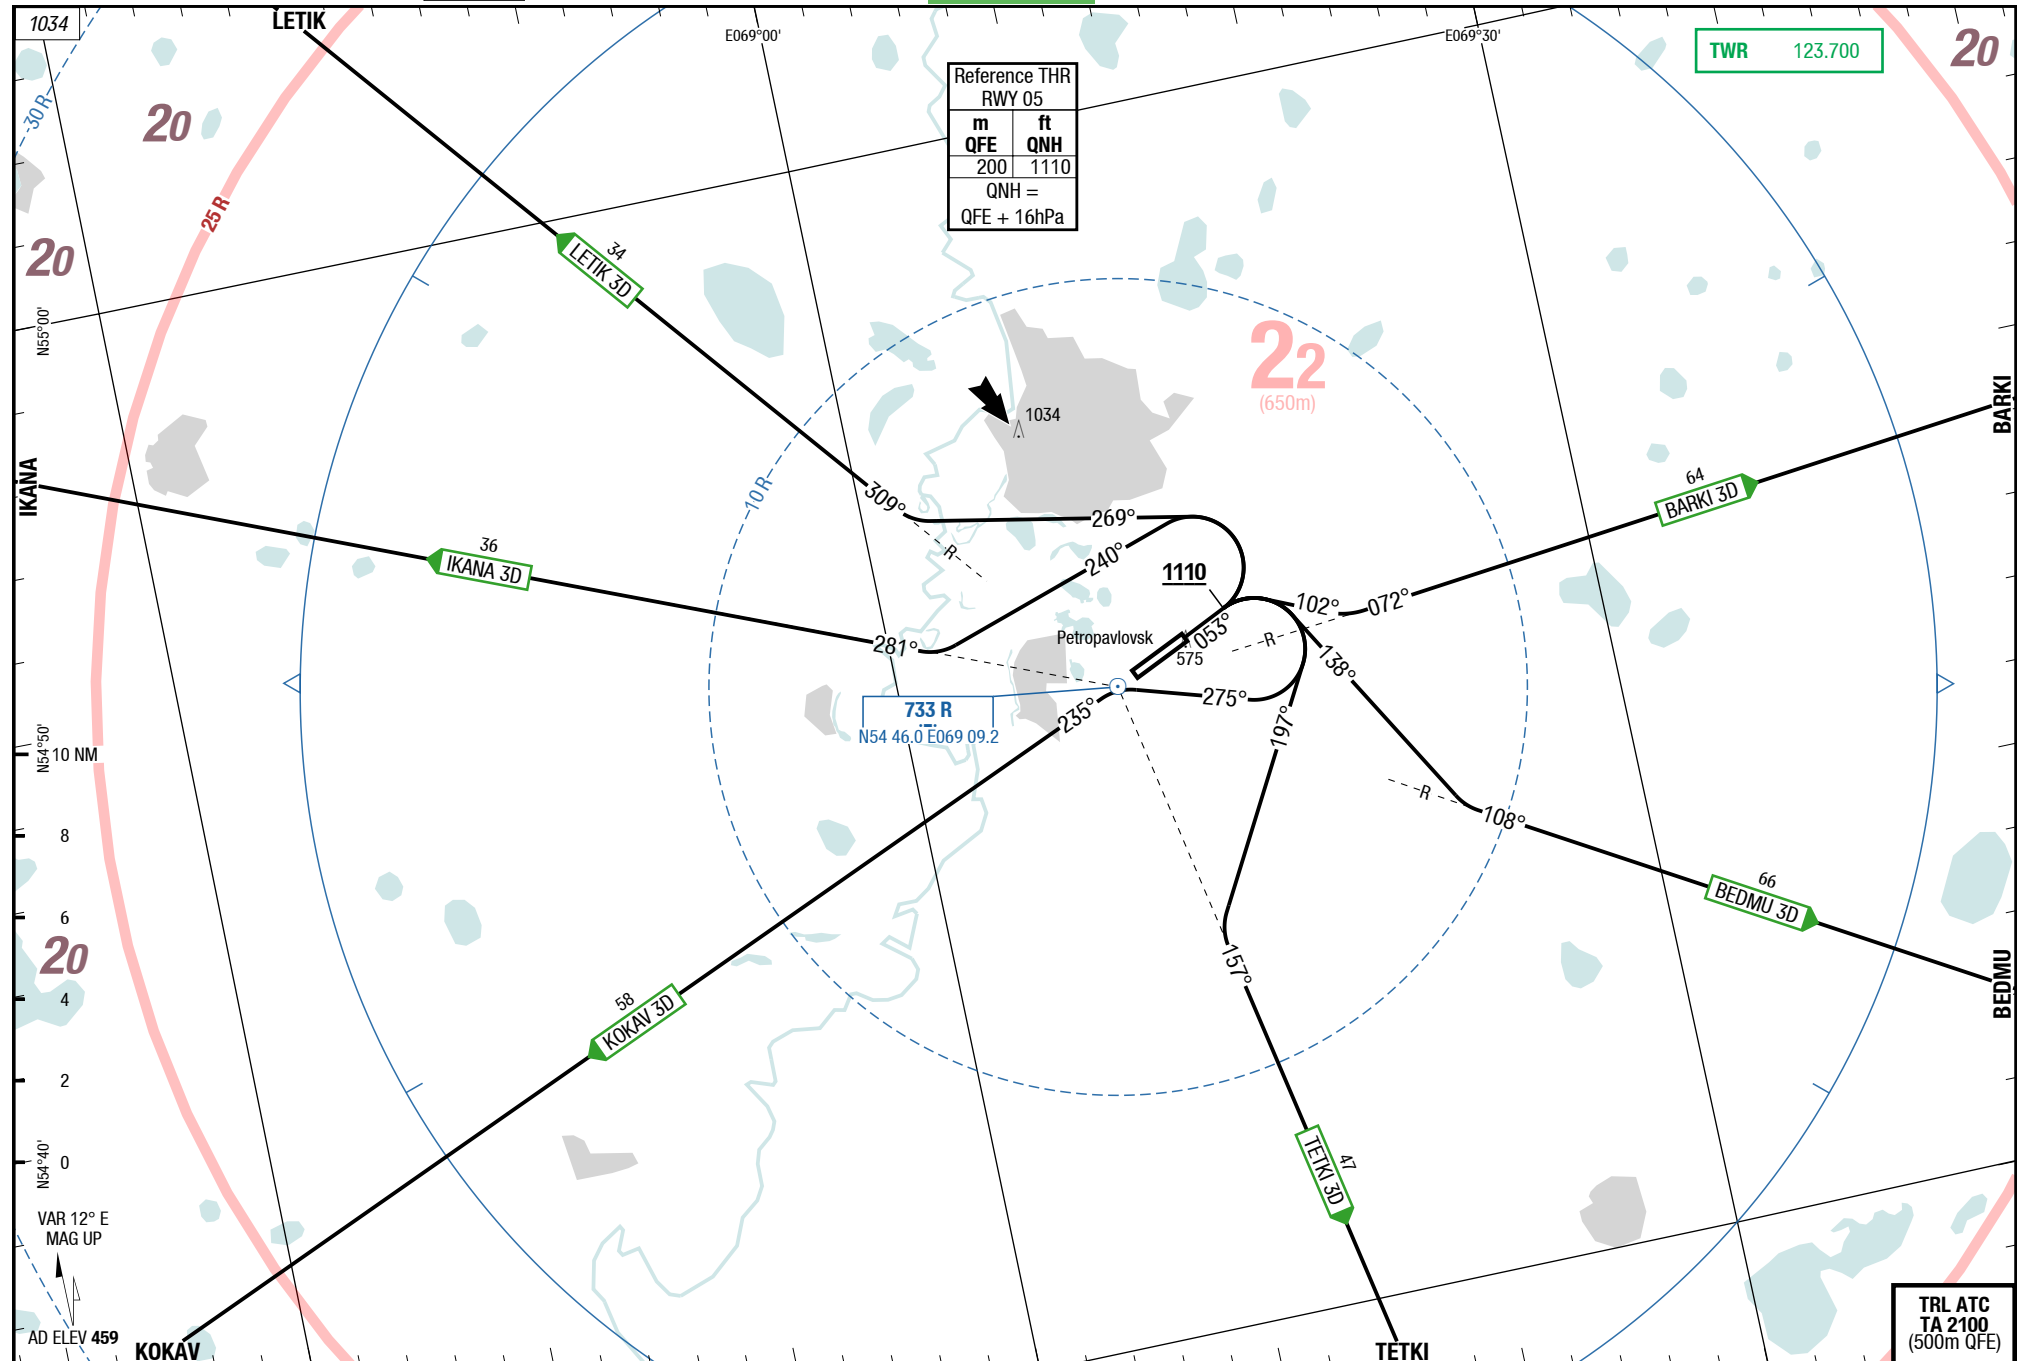 1034
LETIK
E069°00'
E069°30'
TWR 123.700
20
20
30 R
25 R
20
Reference THR
RWY 05
m ft
QFE QNH
200 1110
QNH =
QFE + 16hPa
34
LETIK 3D
N55°00'
22
(650m)
1034
BARKI
IKANA
10 R
309°
269°
64
BARKI 3D
36
IKANA 3D
R
240°
1110
102°
072°
053°
R
Petropavlovsk
575
281°
138°
733 R
N54 46.0 E069 09.2
235°
275°
197°
N54°50'
10 NM
R
108°
8
66
BEDMU 3D
6
20
157°
BEDMU
4
58
KOKAV 3D
2
47
TETKI 3D
N54°40'
0
VAR 12° E
MAG UP
AD ELEV 459
KOKAV
TETKI
TRL ATC
TA 2100
(500m QFE)